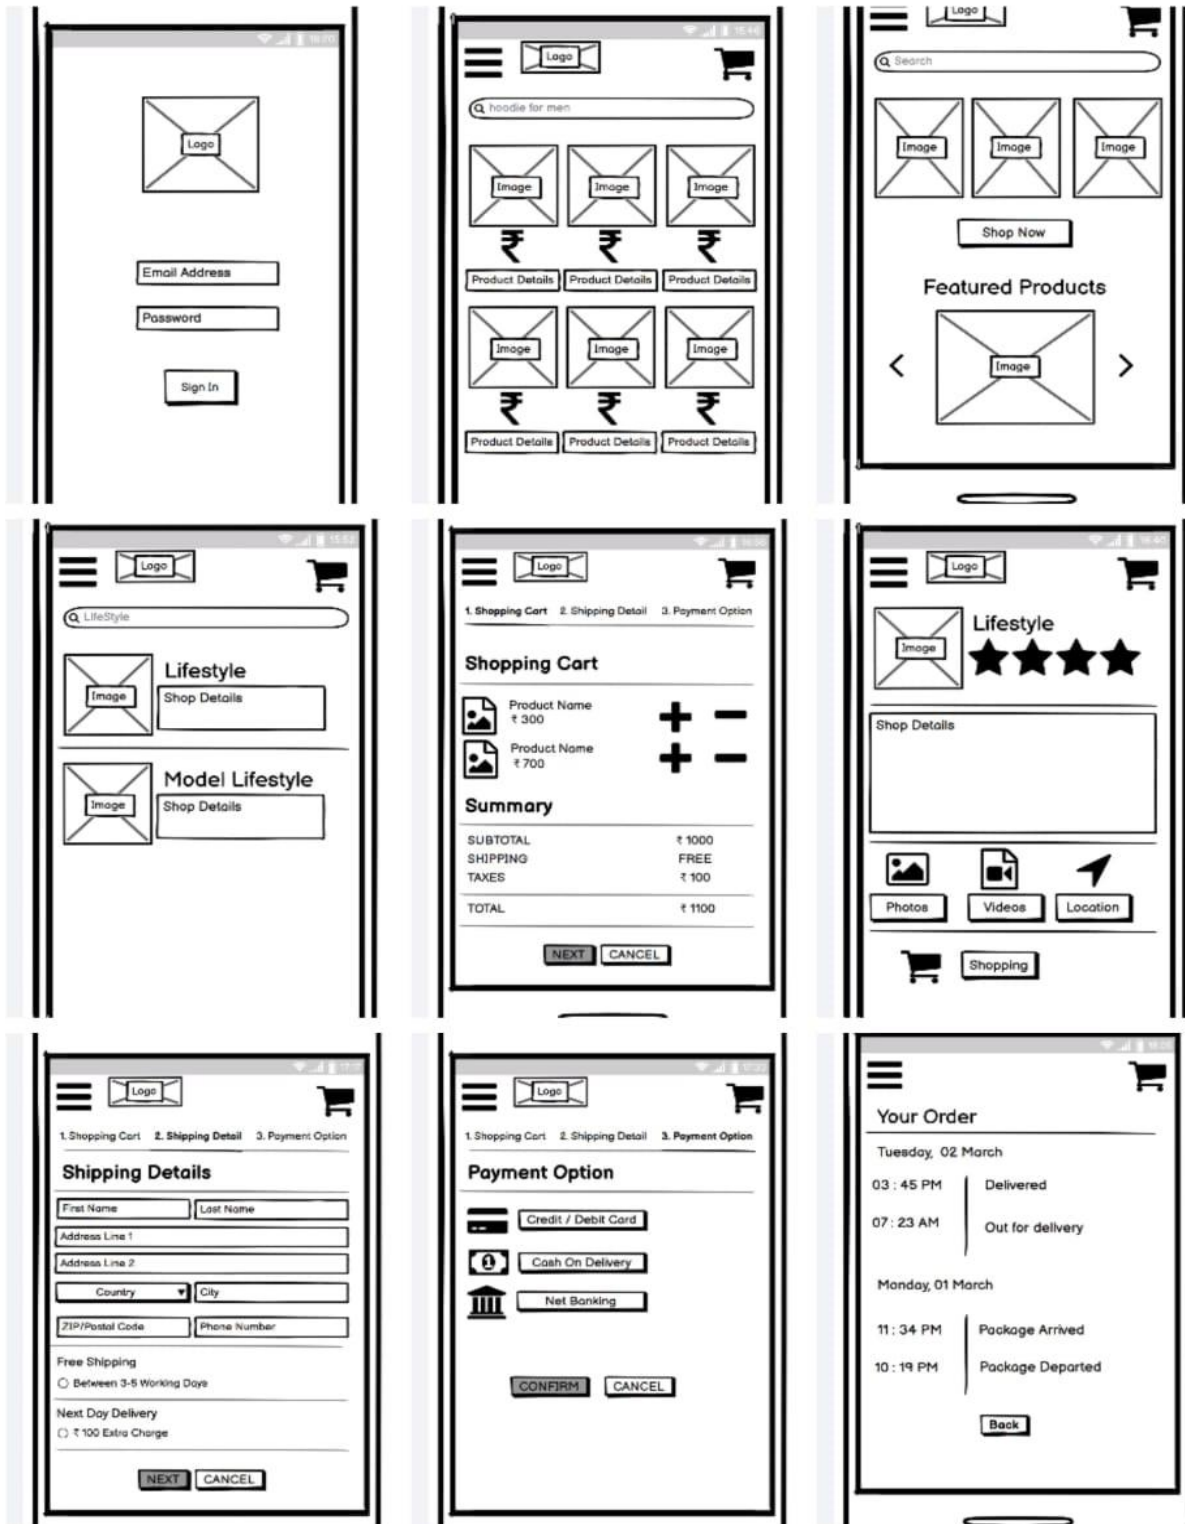 Logo
Email Address
Password
Sign In
15:46
Logo
hoodie for men
Image Image Image
₹ ₹ ₹
Product Details Product Details Product Details
Image Image Image
₹ ₹ ₹
Product Details Product Details Product Details
Logo
Search
Image Image Image
Shop Now
Featured Products
< Image >
15:52
Logo
LifeStyle
Image
Lifestyle
Shop Details
Image
Model Lifestyle
Shop Details
Logo
1. Shopping Cart 2. Shipping Detail 3. Payment Option
Shopping Cart
Product Name
₹ 300
Product Name
₹ 700
Summary
SUBTOTAL ₹ 1000
SHIPPING FREE
TAXES ₹ 100
TOTAL ₹ 1100
NEXT CANCEL
16:40
Logo
Image
Lifestyle
Shop Details
Photos Videos Location
Shopping
Logo
1. Shopping Cart 2. Shipping Detail 3. Payment Option
Shipping Details
First Name Last Name
Address Line 1
Address Line 2
Country City
ZIP/Postal Code Phone Number
Free Shipping
Between 3-5 Working Days
Next Day Delivery
₹ 100 Extra Charge
NEXT CANCEL
Logo
1. Shopping Cart 2. Shipping Detail 3. Payment Option
Payment Option
Credit / Debit Card
Cash On Delivery
Net Banking
CONFIRM CANCEL
Your Order
Tuesday, 02 March
03 : 45 PM Delivered
07 : 23 AM Out for delivery
Monday, 01 March
11 : 34 PM Package Arrived
10 : 19 PM Package Departed
Back